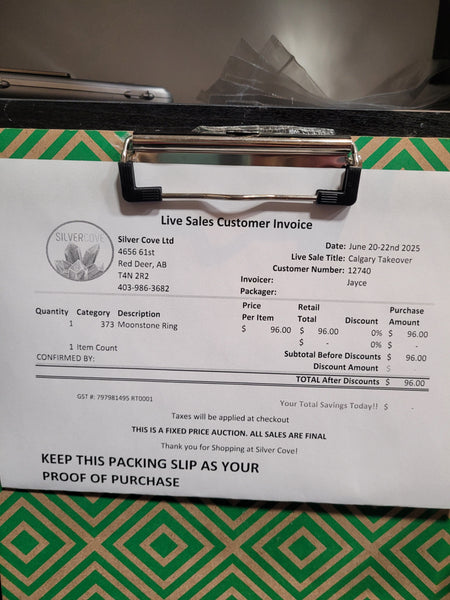 Live Sales Customer Invoice
SILVERCOVE
Silver Cove Ltd
4656 61st
Red Deer, AB
T4N 2R2
403-986-3682
Date: June 20-22nd 2025
Live Sale Title: Calgary Takeover
Customer Number: 12740
Invoicer: Jayce
Packager:
Quantity Category Description Price Per Item Retail Total Discount Purchase Amount
1 373 Moonstone Ring $ 96.00 $ 96.00 0% $ 96.00
$ - 0% $ -
1 Item Count Subtotal Before Discounts $ 96.00
CONFIRMED BY: Discount Amount $ -
TOTAL After Discounts $ 96.00
GST #: 797981495 RT0001 Your Total Savings Today!! $ -
Taxes will be applied at checkout
THIS IS A FIXED PRICE AUCTION. ALL SALES ARE FINAL
Thank you for Shopping at Silver Cove!
KEEP THIS PACKING SLIP AS YOUR
PROOF OF PURCHASE